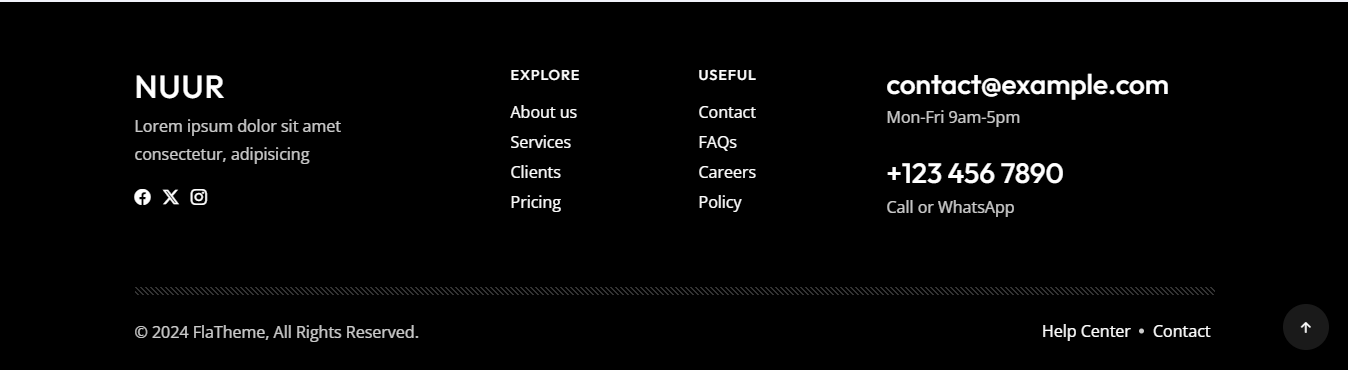 NUUR
Lorem ipsum dolor sit amet
consectetur, adipisicing
EXPLORE
About us
Services
Clients
Pricing
USEFUL
Contact
FAQs
Careers
Policy
contact@example.com
Mon-Fri 9am-5pm
+123 456 7890
Call or WhatsApp
© 2024 FlaTheme, All Rights Reserved.
Help Center • Contact